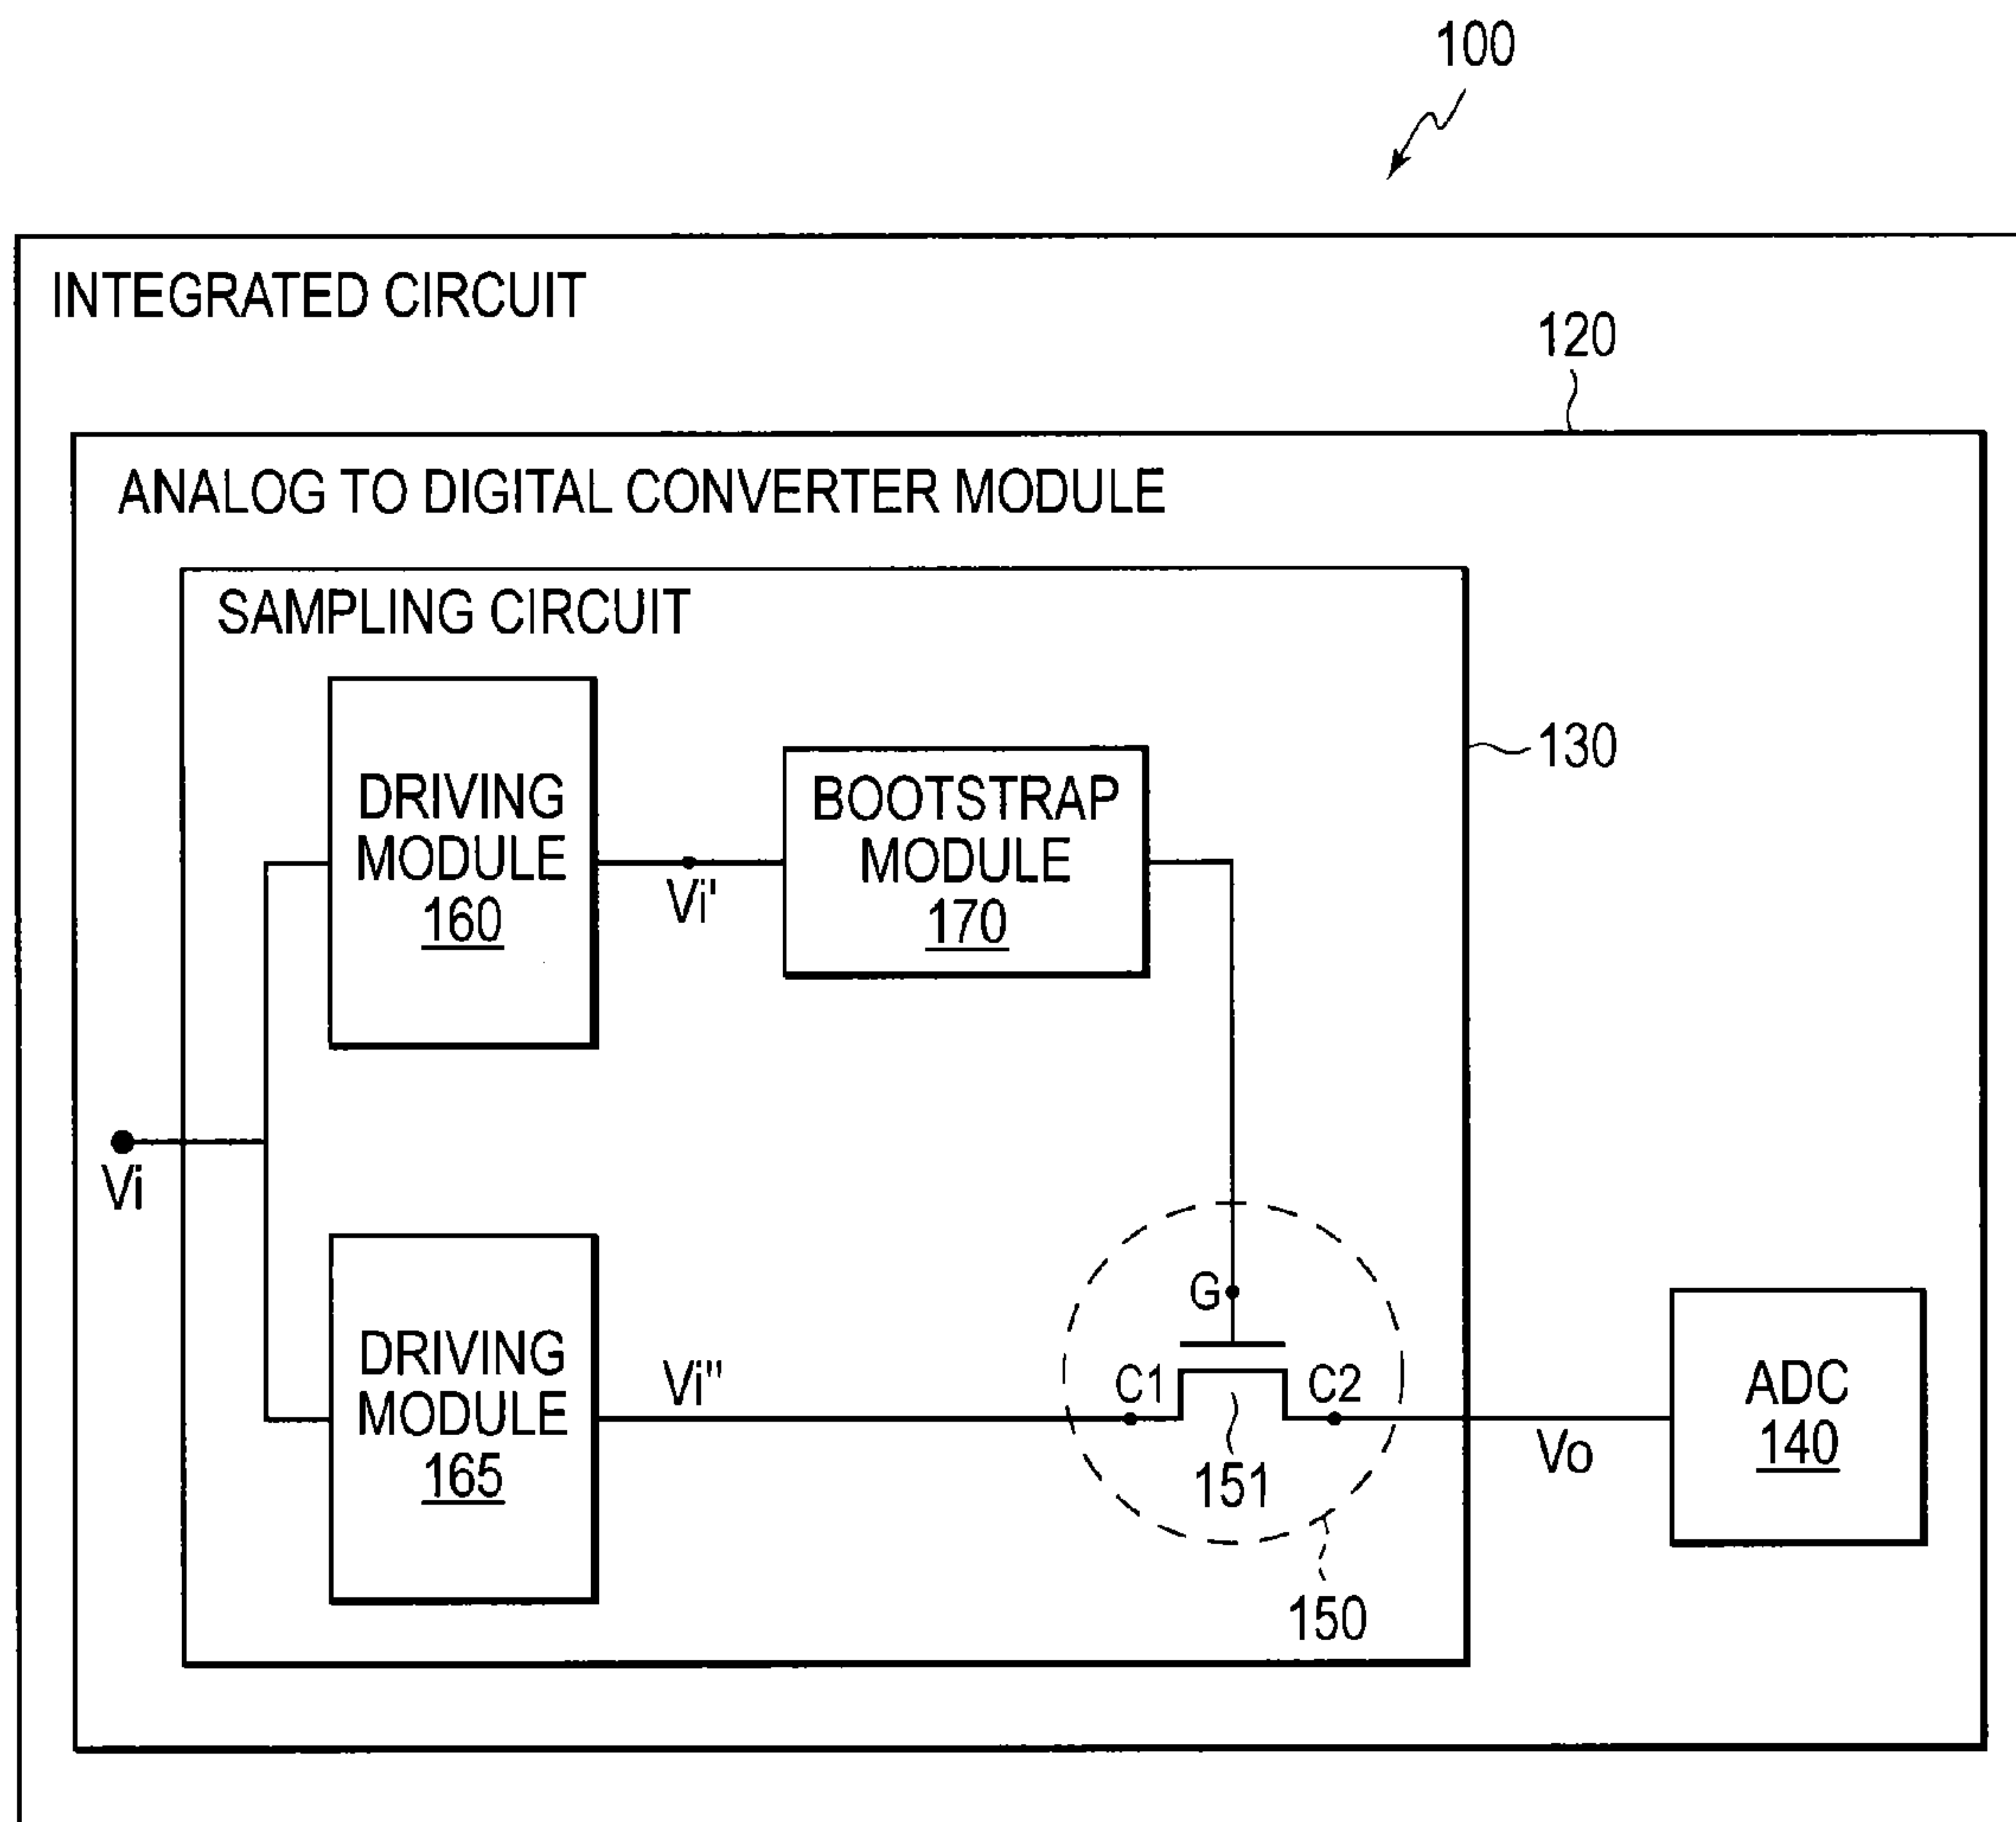 100
INTEGRATED CIRCUIT
120
ANALOG TO DIGITAL CONVERTER MODULE
SAMPLING CIRCUIT
130
DRIVING
MODULE
160
Vi'
BOOTSTRAP
MODULE
170
Vi
DRIVING
MODULE
165
Vi"
G
C1
C2
151
150
Vo
ADC
140